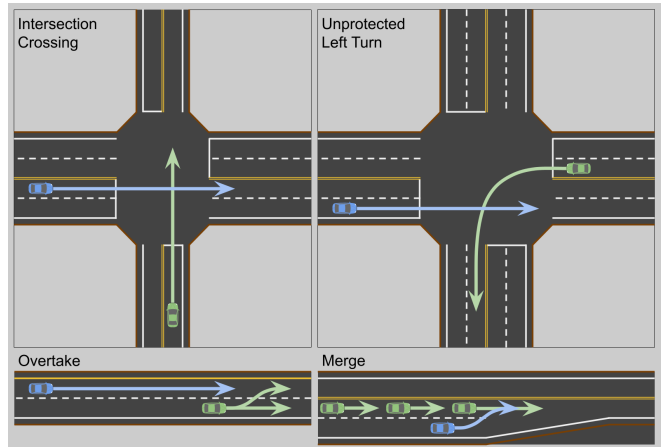 Intersection
Crossing
Unprotected
Left Turn
Overtake
Merge